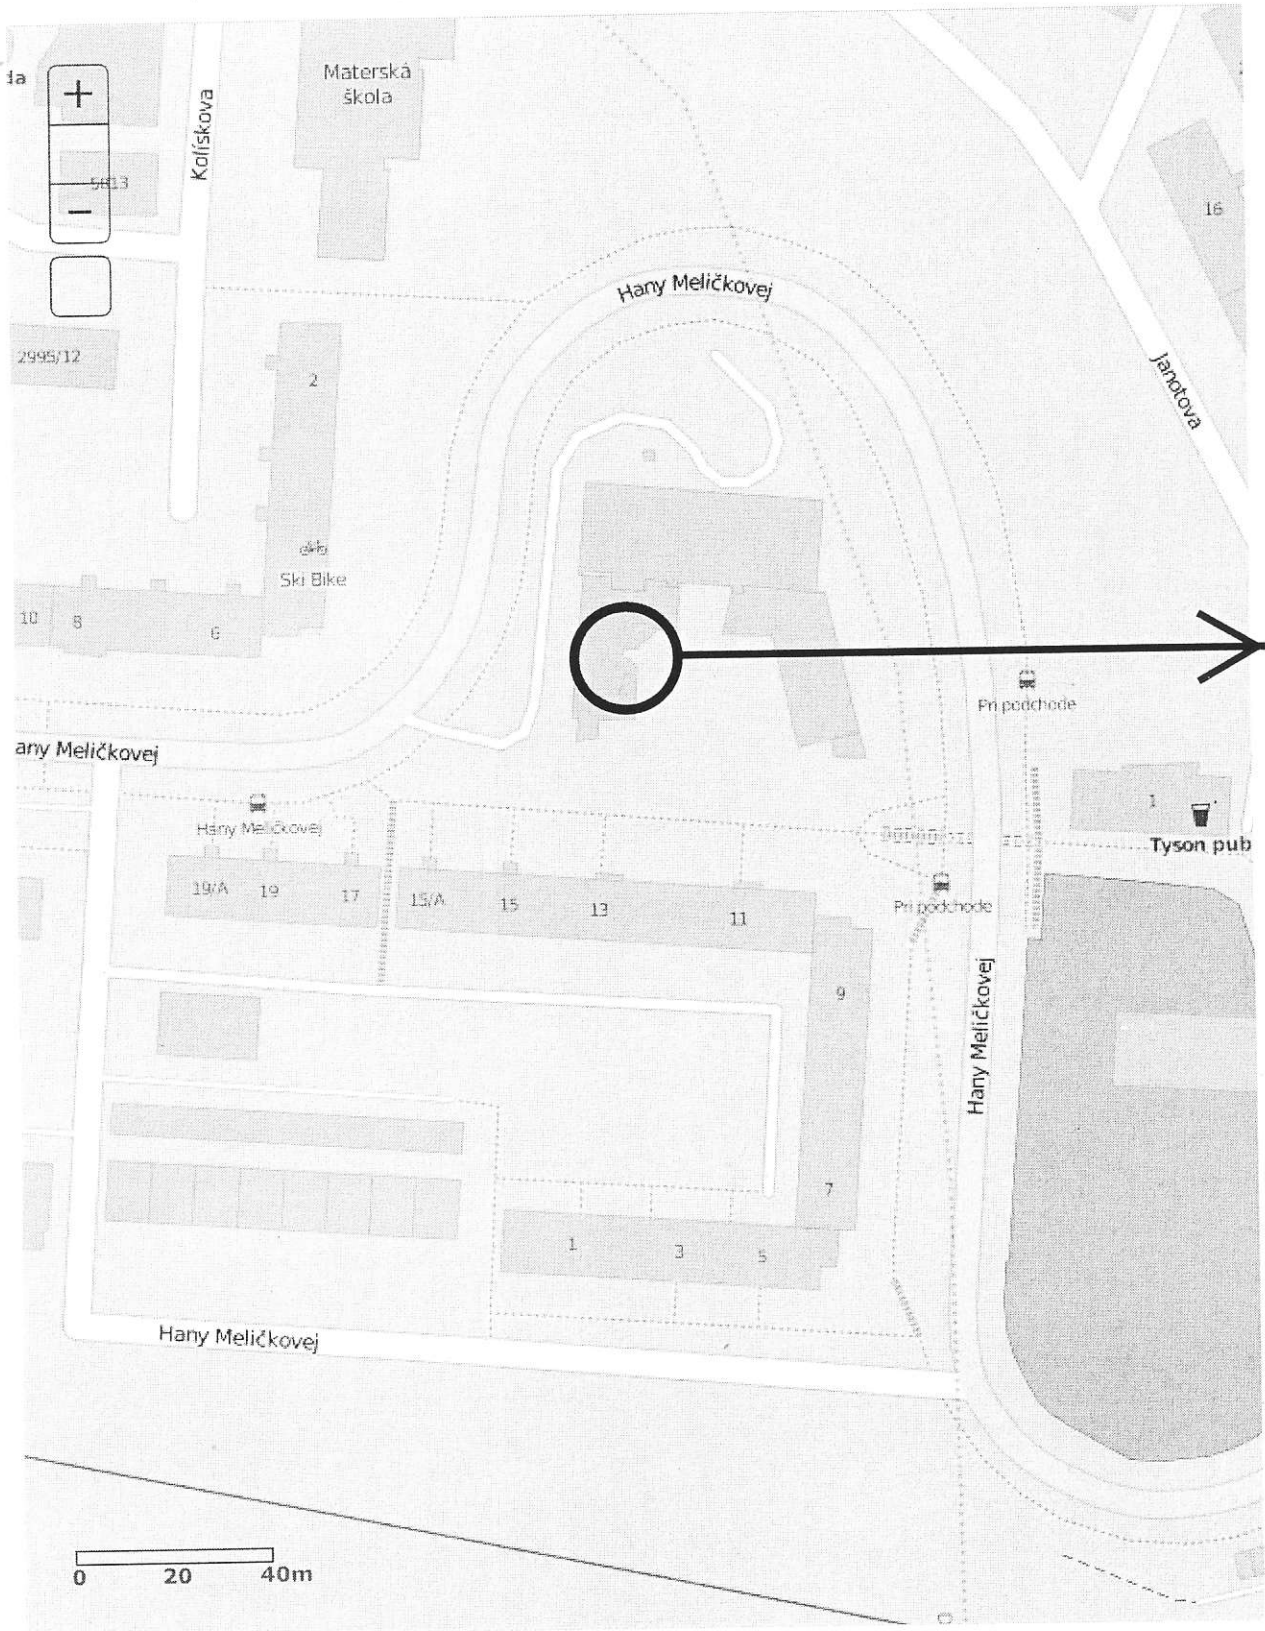 da
+
Materská
škola
Kolískova
5013
−
16
Hany Meličkovej
2995/12
2
Janotova
Ski Bike
10
8
6
Pri podchode
any Meličkovej
1
Hany Meličkovej
Tyson pub
19/A
19
17
15/A
15
13
11
Pri podchode
9
Hany Meličkovej
7
1
3
5
Hany Meličkovej
0
20
40m